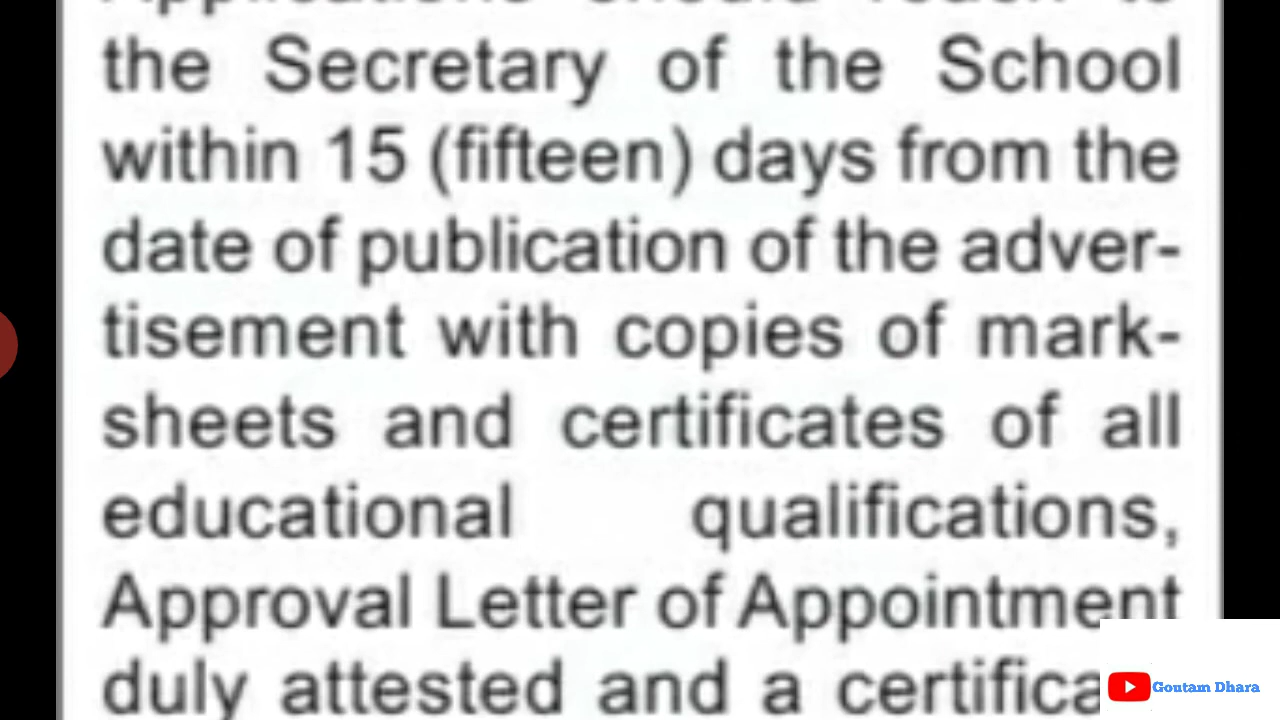 the Secretary of the School
within 15 (fifteen) days from the
date of publication of the adver-
tisement with copies of mark-
sheets and certificates of all
educational qualifications,
Approval Letter of Appointment
duly attested and a
Goutam Dhara